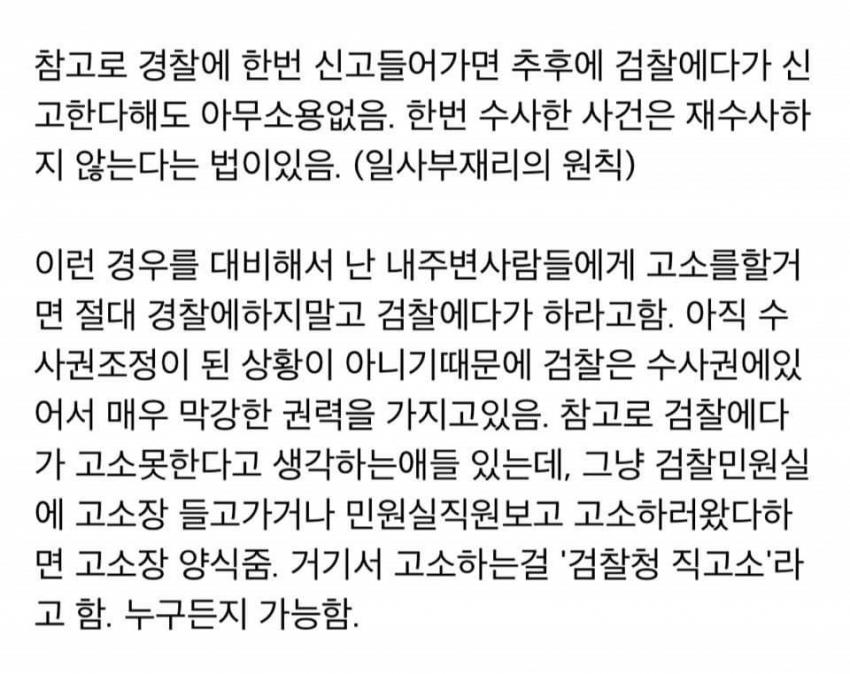 참고로 경찰에 한번 신고들어가면 추후에 검찰에다가 신
고한다해도 아무소용없음. 한번 수사한 사건은 재수사하
지 않는다는 법이있음. (일사부재리의 원칙)
이런 경우를 대비해서 난 내주변사람들에게 고소를할거
면 절대 경찰에하지말고 검찰에다가 하라고함. 아직 수
사권조정이 된 상황이 아니기때문에 검찰은 수사권에있
어서 매우 막강한 권력을 가지고있음. 참고로 검찰에다
가 고소못한다고 생각하는애들 있는데, 그냥 검찰민원실
에 고소장 들고가거나 민원실직원보고 고소하러왔다하
면 고소장 양식줌. 거기서 고소하는걸 '검찰청 직고소'라
고 함. 누구든지 가능함.